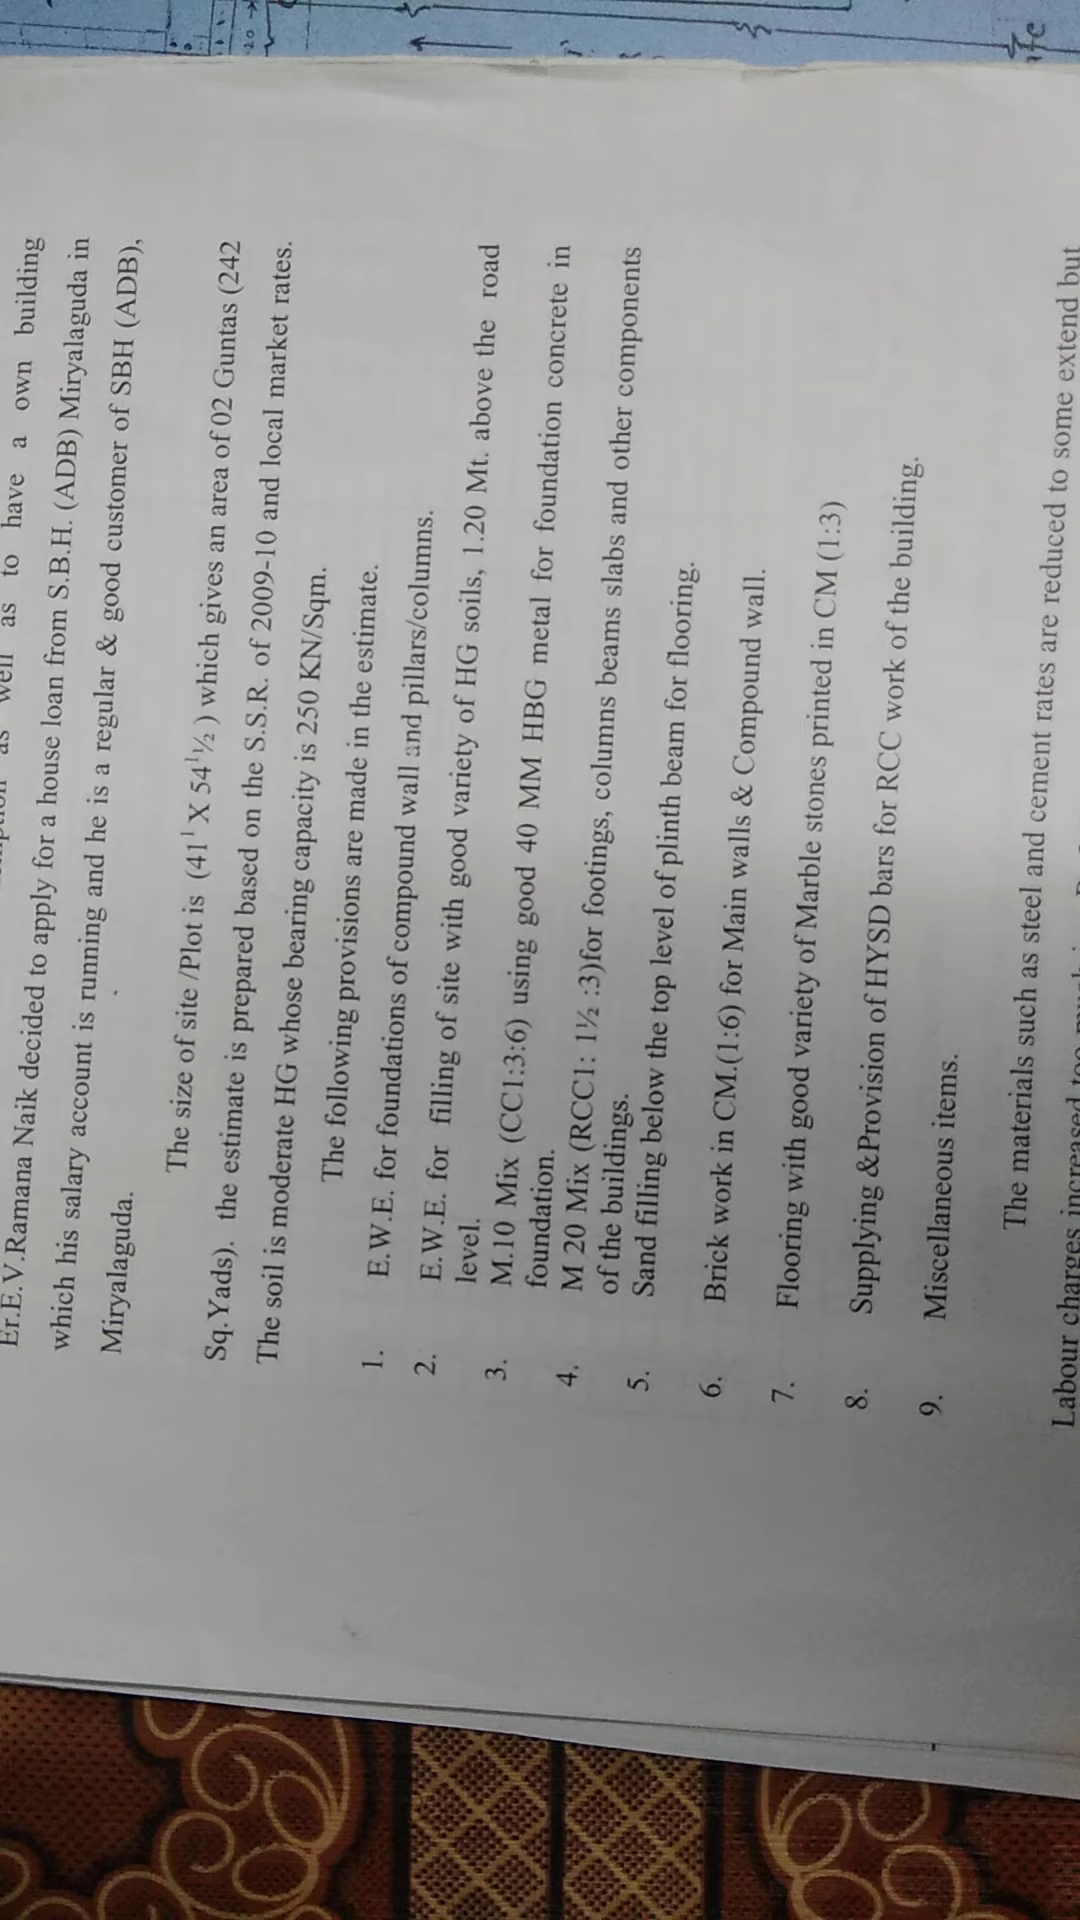 as well as to have a own building
Er.E.V.Ramana Naik decided to apply for a house loan from S.B.H. (ADB) Miryalaguda in
which his salary account is running and he is a regular & good customer of SBH (ADB),
Miryalaguda.
The size of site /Plot is (41' X 54'½ ) which gives an area of 02 Guntas (242
Sq.Yads). the estimate is prepared based on the S.S.R. of 2009-10 and local market rates.
The soil is moderate HG whose bearing capacity is 250 KN/Sqm.
The following provisions are made in the estimate.
1. E.W.E. for foundations of compound wall and pillars/columns.
2. E.W.E. for filling of site with good variety of HG soils, 1.20 Mt. above the road
level.
3. M.10 Mix (CC1:3:6) using good 40 MM HBG metal for foundation concrete in
foundation.
4. M 20 Mix (RCC1: 1½ :3)for footings, columns beams slabs and other components
of the buildings.
5. Sand filling below the top level of plinth beam for flooring.
6. Brick work in CM.(1:6) for Main walls & Compound wall.
7. Flooring with good variety of Marble stones printed in CM (1:3)
8. Supplying &Provision of HYSD bars for RCC work of the building.
9. Miscellaneous items.
The materials such as steel and cement rates are reduced to some extend but
Labour charges increased